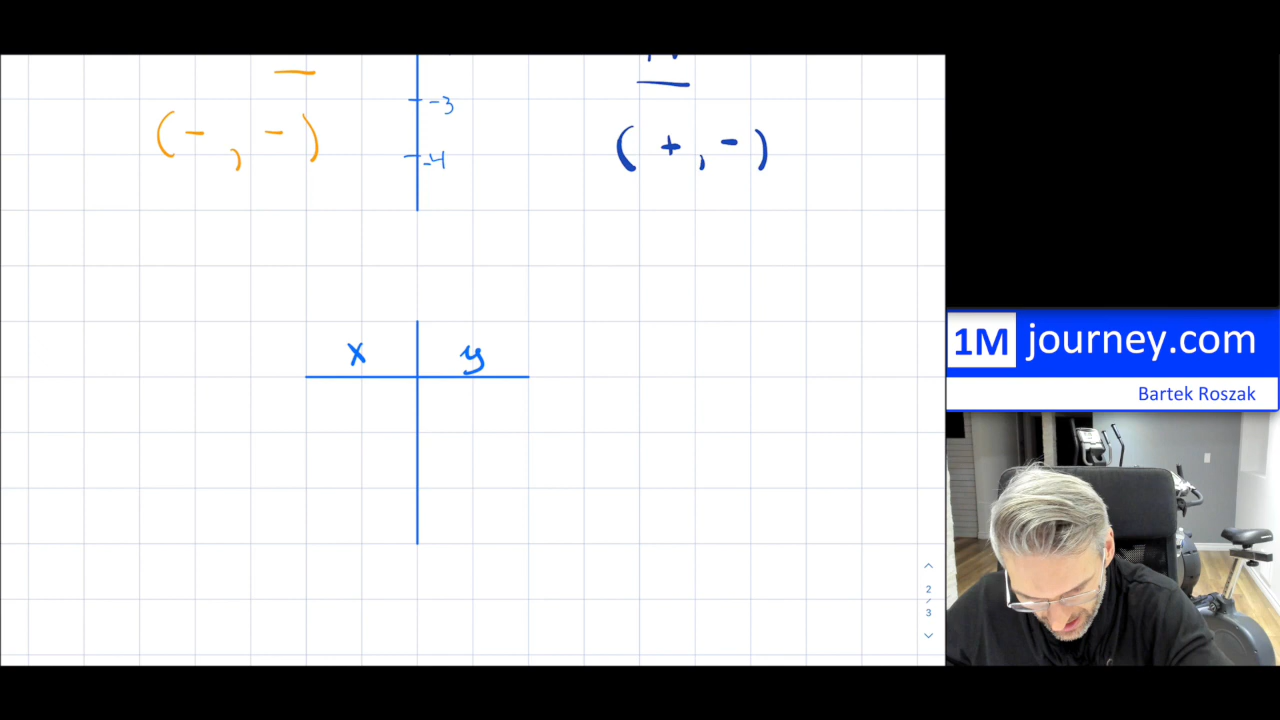 -3
(-, -)
(+, -)
-4
x y
1M journey.com
Bartek Roszak
2
/
3